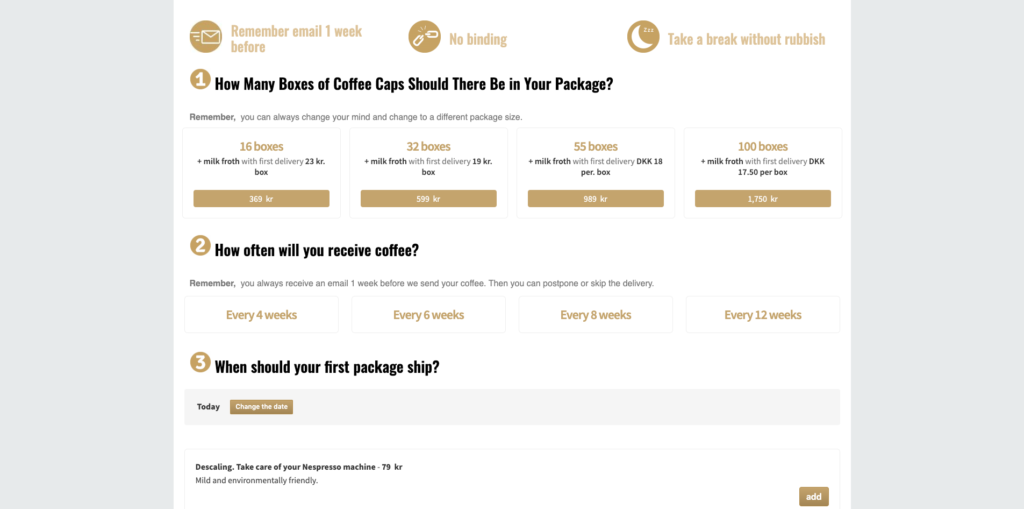 Remember email 1 week
before
No binding
zzz
Take a break without rubbish
1 How Many Boxes of Coffee Caps Should There Be in Your Package?
Remember, you can always change your mind and change to a different package size.
16 boxes
+ milk froth with first delivery 23 kr.
box
369 kr
32 boxes
+ milk froth with first delivery 19 kr.
box
599 kr
55 boxes
+ milk froth with first delivery DKK 18
per. box
989 kr
100 boxes
+ milk froth with first delivery DKK
17.50 per box
1,750 kr
2 How often will you receive coffee?
Remember, you always receive an email 1 week before we send your coffee. Then you can postpone or skip the delivery.
Every 4 weeks
Every 6 weeks
Every 8 weeks
Every 12 weeks
3 When should your first package ship?
Today Change the date
Descaling. Take care of your Nespresso machine - 79 kr
Mild and environmentally friendly.
add